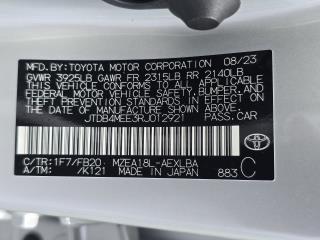 MFD.BY:TOYOTA MOTOR CORPORATION 08/23
GVWR 3925LB GAWR FR 2315LB RR 2140LB
THIS VEHICLE CONFORMS TO ALL APPLICABLE
FEDERAL MOTOR VEHICLE SAFETY, BUMPER, AND
THEFT PREVENTION STANDARDS IN EFFECT ON
THE DATE OF MANUFACTURE SHOWN ABOVE.
JTDB4MEE3RJ012921 PASS.CAR
C/TR:1F7/FB20 MZEA18L-AEXLBA
A/TM: /K121 MADE IN JAPAN 883 C